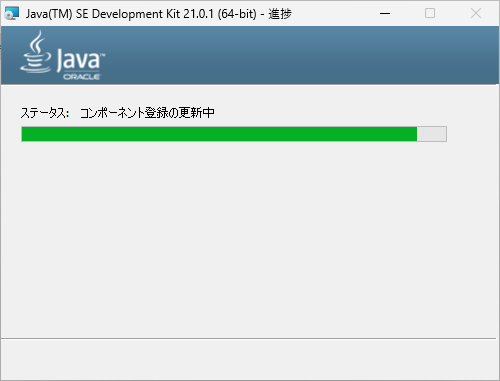 Java(TM) SE Development Kit 21.0.1 (64-bit) - 進捗
Java™
ORACLE
ステータス: コンポーネント登録の更新中